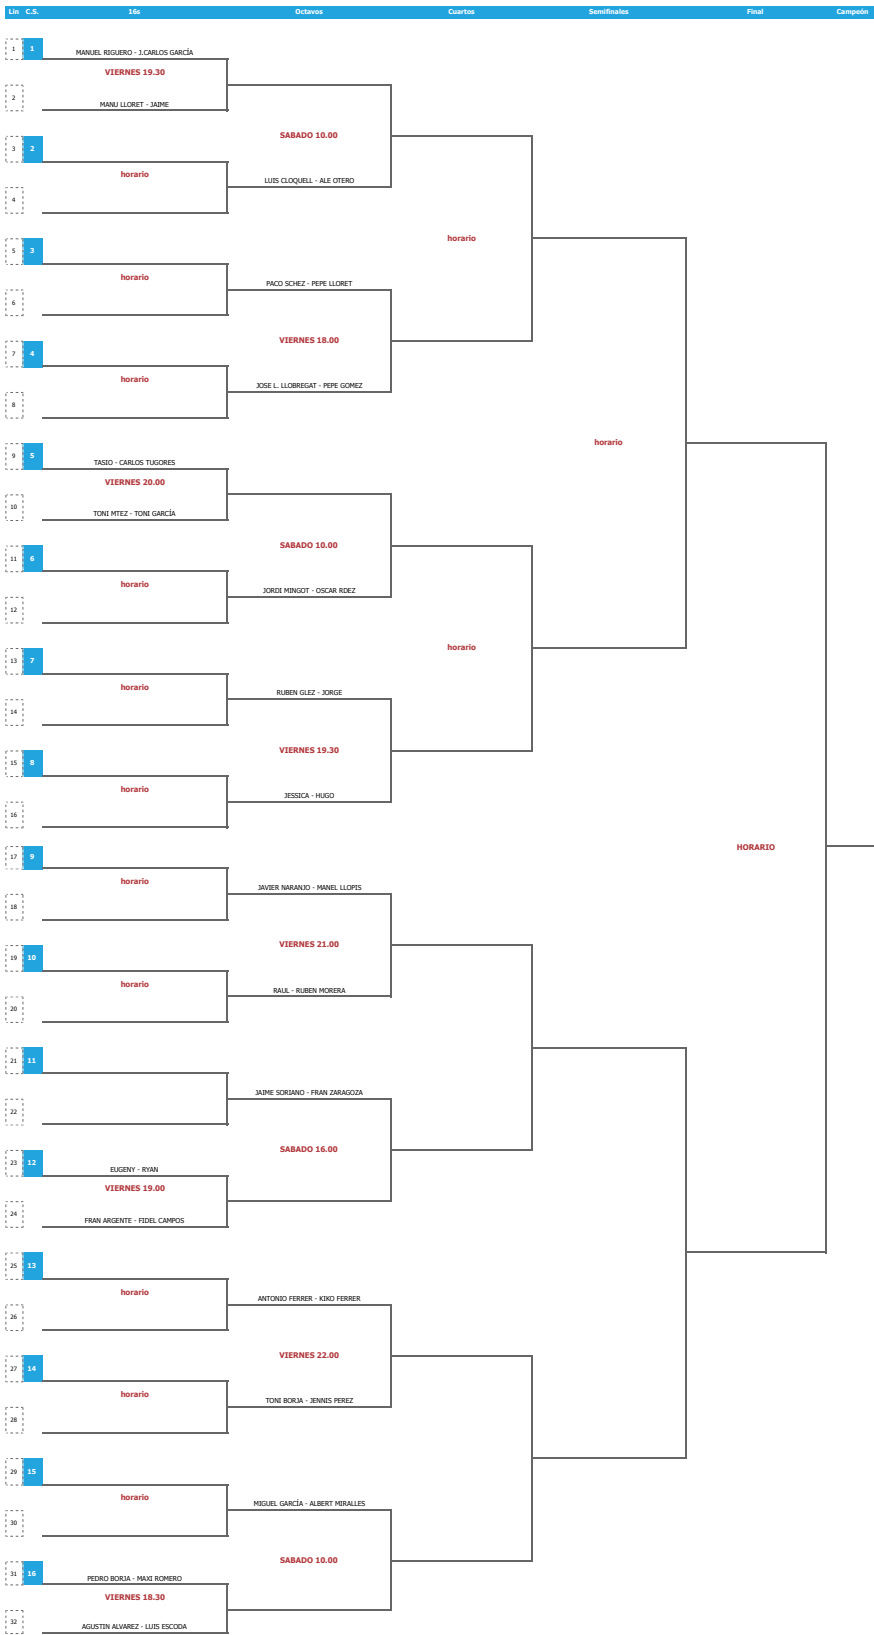 Lin C.S. 16s Octavos Cuartos Semifinales Final Campeón
1 1
MANUEL RIGUERO - J.CARLOS GARCÍA
VIERNES 19.30
2
MANU LLORET - JAIME
SABADO 10.00
3 2
horario
LUIS CLOQUELL - ALE OTERO
4
horario
5 3
horario
PACO SCHEZ - PEPE LLORET
6
VIERNES 18.00
7 4
horario
JOSE L. LLOBREGAT - PEPE GOMEZ
8
horario
9 5
TASIO - CARLOS TUGORES
VIERNES 20.00
10
TONI MTEZ - TONI GARCÍA
SABADO 10.00
11 6
horario
JORDI MINGOT - OSCAR RDEZ
12
horario
13 7
horario
RUBEN GLEZ - JORGE
14
VIERNES 19.30
15 8
horario
JESSICA - HUGO
16
HORARIO
17 9
horario
JAVIER NARANJO - MANEL LLOPIS
18
VIERNES 21.00
19 10
horario
RAUL - RUBEN MORERA
20
21 11
JAIME SORIANO - FRAN ZARAGOZA
22
SABADO 16.00
23 12
EUGENY - RYAN
VIERNES 19.00
24
FRAN ARGENTE - FIDEL CAMPOS
25 13
horario
ANTONIO FERRER - KIKO FERRER
26
VIERNES 22.00
27 14
horario
TONI BORJA - JENNIS PEREZ
28
29 15
horario
MIGUEL GARCÍA - ALBERT MIRALLES
30
SABADO 10.00
31 16
PEDRO BORJA - MAXI ROMERO
VIERNES 18.30
32
AGUSTIN ALVAREZ - LUIS ESCODA